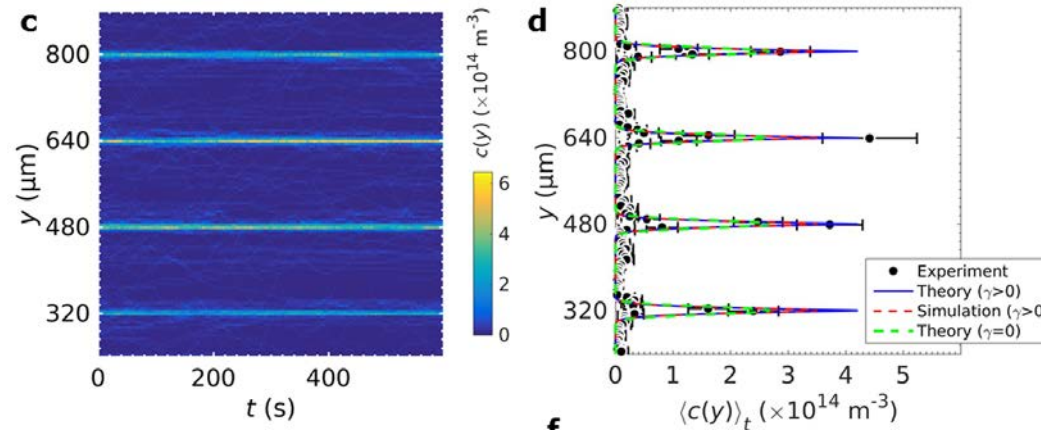 c
800
640
480
320
y (μm)
0
200
400
t (s)
c(y) (×10¹⁴ m⁻³)
6
4
2
0
d
800
640
480
320
y (μm)
0
1
2
3
4
5
⟨c(y)⟩ₜ (×10¹⁴ m⁻³)
Experiment
Theory (γ>0)
Simulation (γ>0
Theory (γ=0)